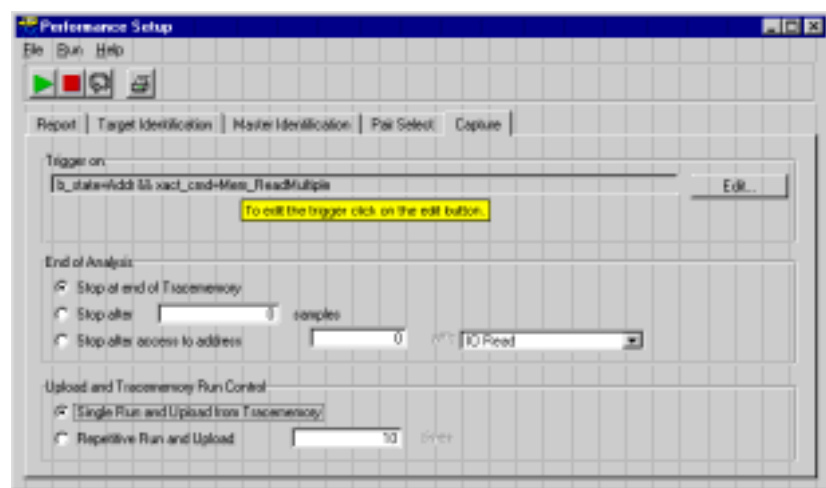 Performance Setup
File Run Help
Report Target Identification Master Identification Pair Select Capture
Trigger on
b_state=Addr && xact_cmd=Mem_ReadMultiple
Edit...
To edit the trigger click on the edit button.
End of Analysis
Stop at end of Tracememory
Stop after 0 samples
Stop after access to address 0 with IO Read
Upload and Tracememory Run Control
Single Run and Upload from Tracememory
Repetitive Run and Upload 10 times